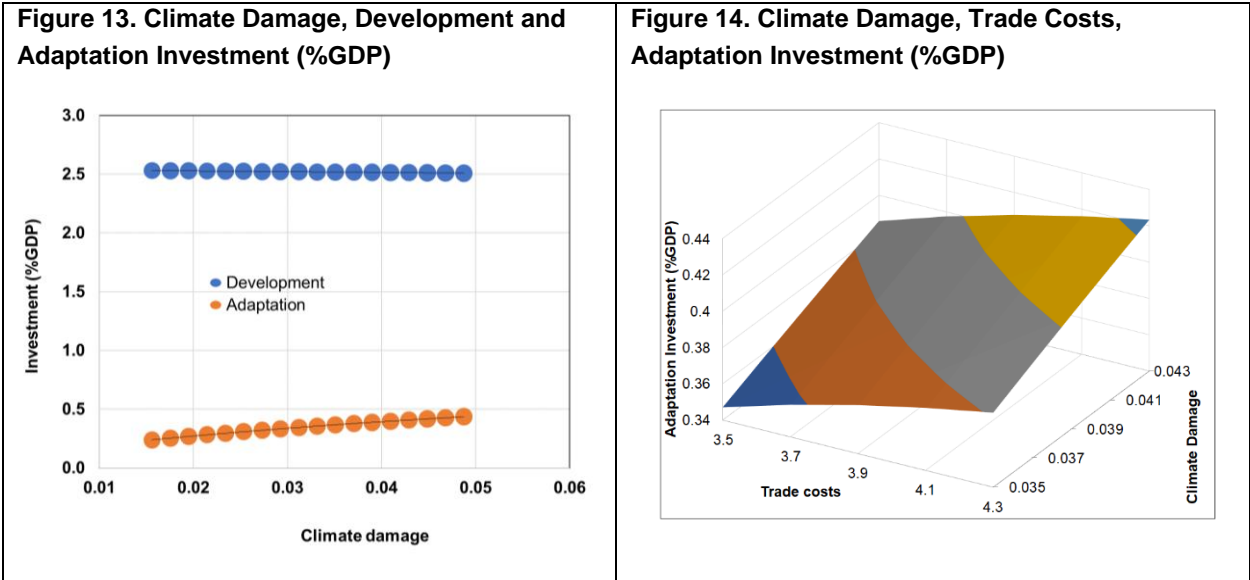 Figure 13. Climate Damage, Development and
Adaptation Investment (%GDP)
3.0
2.5
2.0
1.5
1.0
0.5
0.0
Investment (%GDP)
Development
Adaptation
0.01 0.02 0.03 0.04 0.05 0.06
Climate damage
Figure 14. Climate Damage, Trade Costs,
Adaptation Investment (%GDP)
Adaptation Investment (%GDP)
0.44
0.42
0.4
0.38
0.36
0.34
3.5
3.7
3.9
4.1
4.3
Trade costs
0.043
0.041
0.039
0.037
0.035
Climate Damage